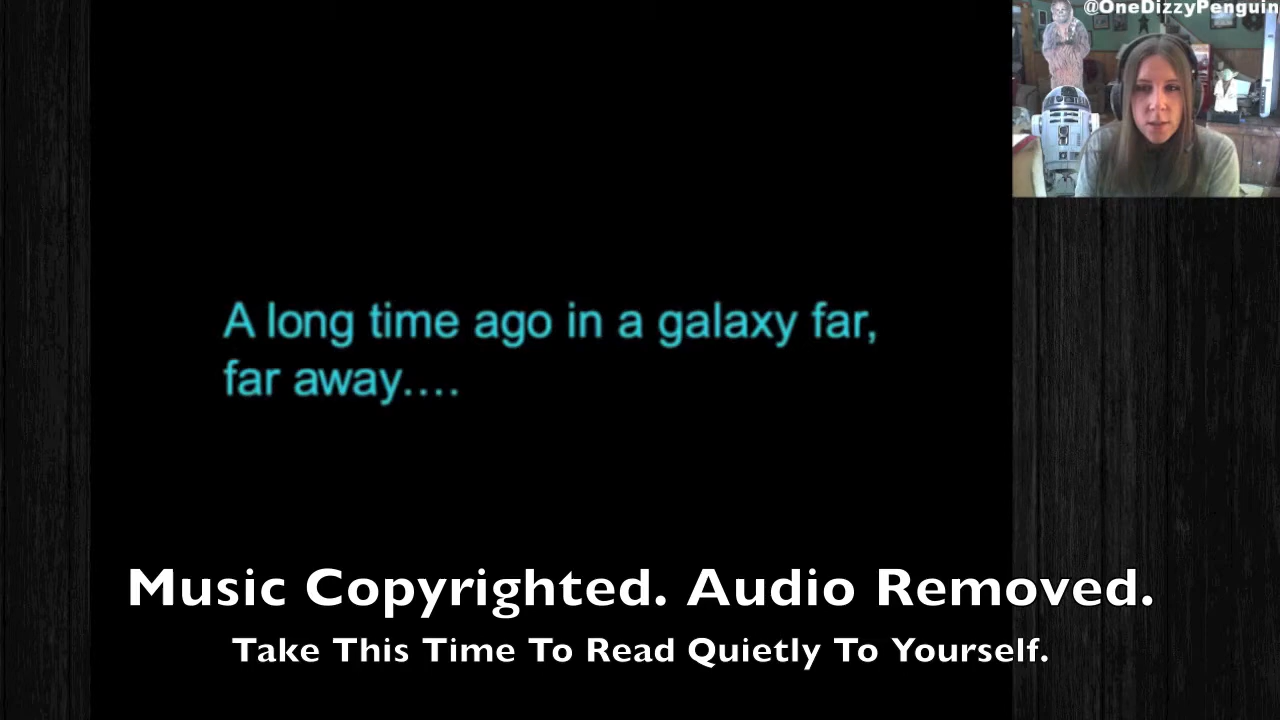 @OneDizzyPenguin
A long time ago in a galaxy far,
far away....
Music Copyrighted. Audio Removed.
Take This Time To Read Quietly To Yourself.